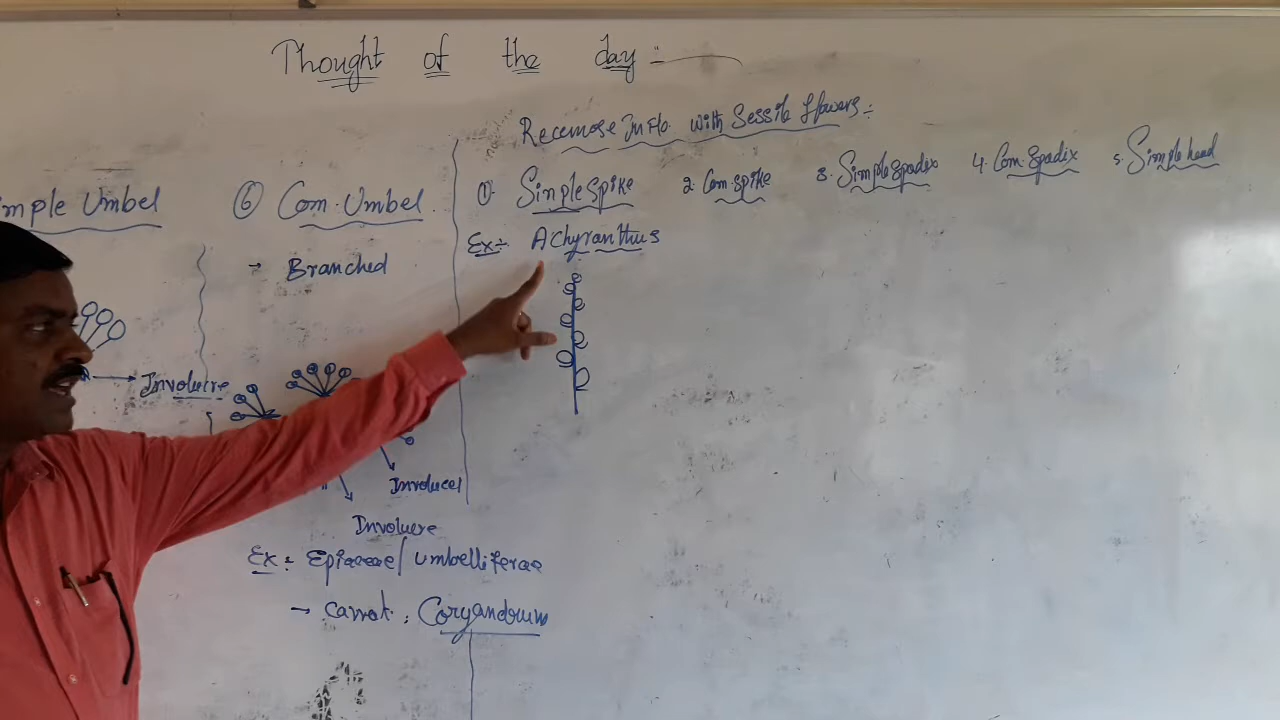 Thought of the day :-
Racemose Inflo. with Sessile flowers :-
① Simple Spike 2. Com. spike 3. Simple spadix 4. Com. spadix 5. Simple head
Ex :- Achyranthus
mple Umbel
Involucre
⑥ Com. Umbel.
→ Branched
Involucel
Involucre
Ex :- Epiaceae / Umbelliferae
→ Carrot, Coryandrum